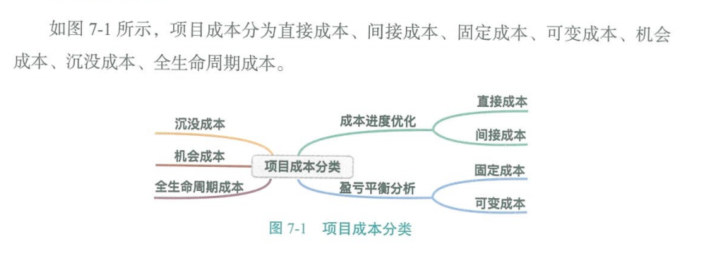 如图 7-1 所示，项目成本分为直接成本、间接成本、固定成本、可变成本、机会
成本、沉没成本、全生命周期成本。
直接成本
沉没成本
成本进度优化
间接成本
机会成本
项目成本分类
固定成本
全生命周期成本
盈亏平衡分析
可变成本
图 7-1 项目成本分类